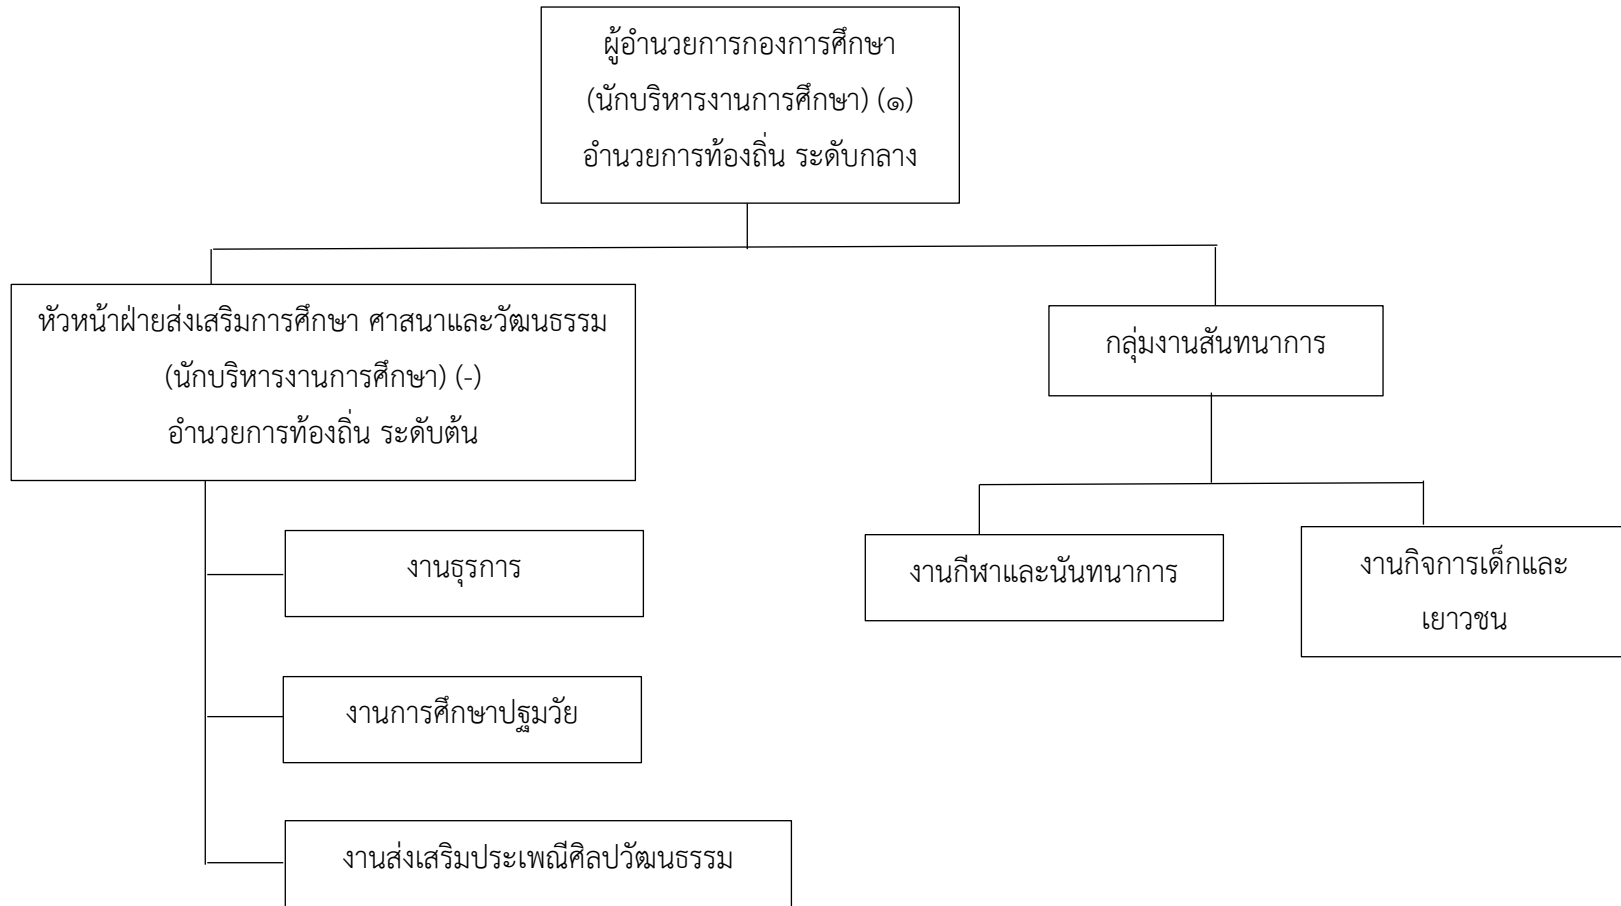 ผู้อำนวยการกองการศึกษา
(นักบริหารงานการศึกษา) (๑)
อำนวยการท้องถิ่น ระดับกลาง
หัวหน้าฝ่ายส่งเสริมการศึกษา ศาสนาและวัฒนธรรม
(นักบริหารงานการศึกษา) (-)
อำนวยการท้องถิ่น ระดับต้น
กลุ่มงานสันทนาการ
งานธุรการ
งานการศึกษาปฐมวัย
งานส่งเสริมประเพณีศิลปวัฒนธรรม
งานกีฬาและนันทนาการ
งานกิจการเด็กและ
เยาวชน